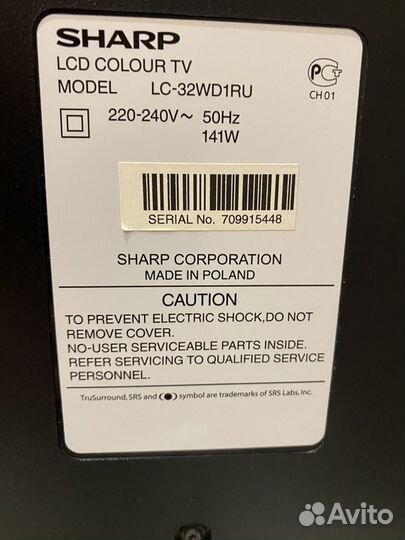 SHARP
LCD COLOUR TV
MODEL LC-32WD1RU
220-240V~ 50Hz
141W
CH 01
SERIAL No. 709915448
SHARP CORPORATION
MADE IN POLAND
CAUTION
TO PREVENT ELECTRIC SHOCK,DO NOT
REMOVE COVER.
NO-USER SERVICEABLE PARTS INSIDE.
REFER SERVICING TO QUALIFIED SERVICE
PERSONNEL.
TruSurround, SRS and (●) symbol are trademarks of SRS Labs, Inc.
Avito